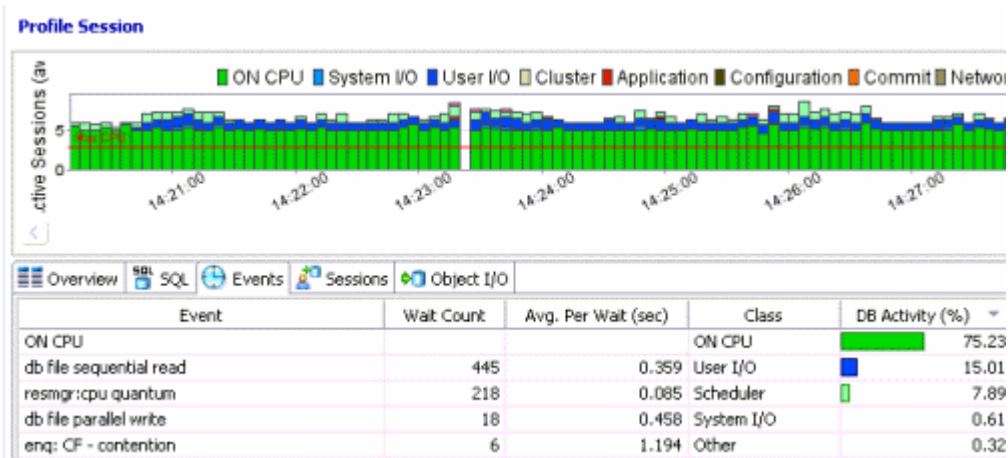 Profile Session
ctive Sessions (av
ON CPU System I/O User I/O Cluster Application Configuration Commit Networ
5
Max CPU
0
14:21:00 14:22:00 14:23:00 14:24:00 14:25:00 14:26:00 14:27:00
Overview SQL Events Sessions Object I/O
Event Wait Count Avg. Per Wait (sec) Class DB Activity (%)
ON CPU ON CPU 75.23
db file sequential read 445 0.359 User I/O 15.01
resmgr:cpu quantum 218 0.085 Scheduler 7.89
db file parallel write 18 0.458 System I/O 0.61
enq: CF - contention 6 1.194 Other 0.32